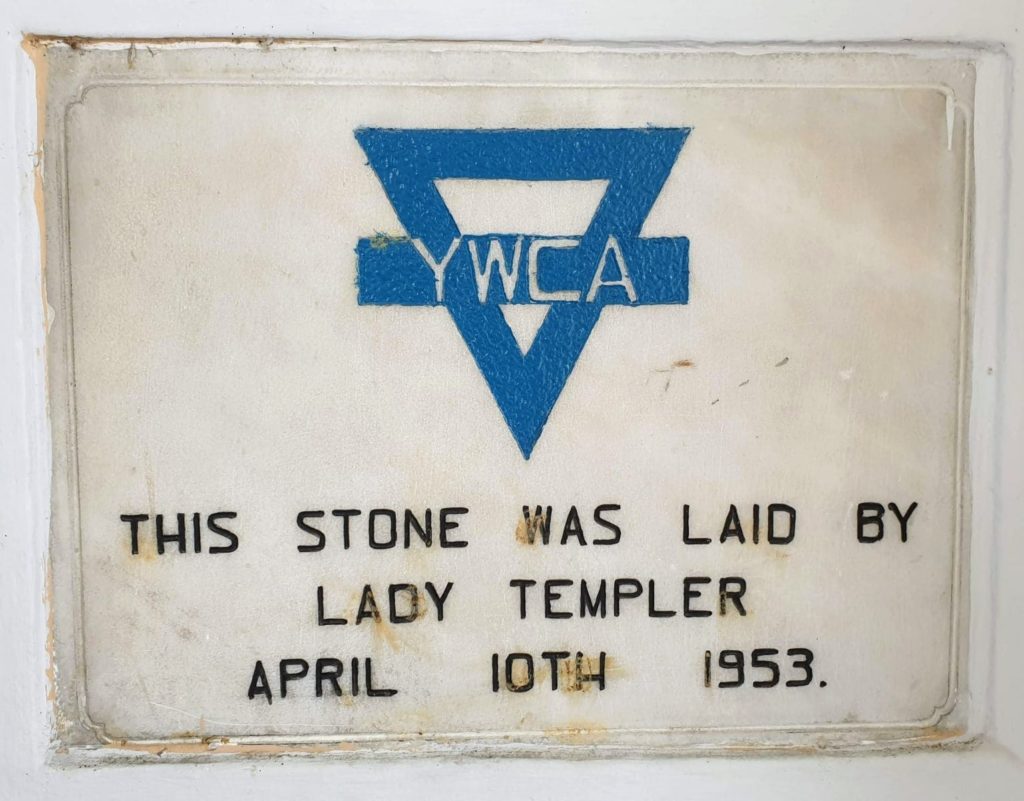 YWCA
THIS STONE WAS LAID BY
LADY TEMPLER
APRIL 10TH 1953.